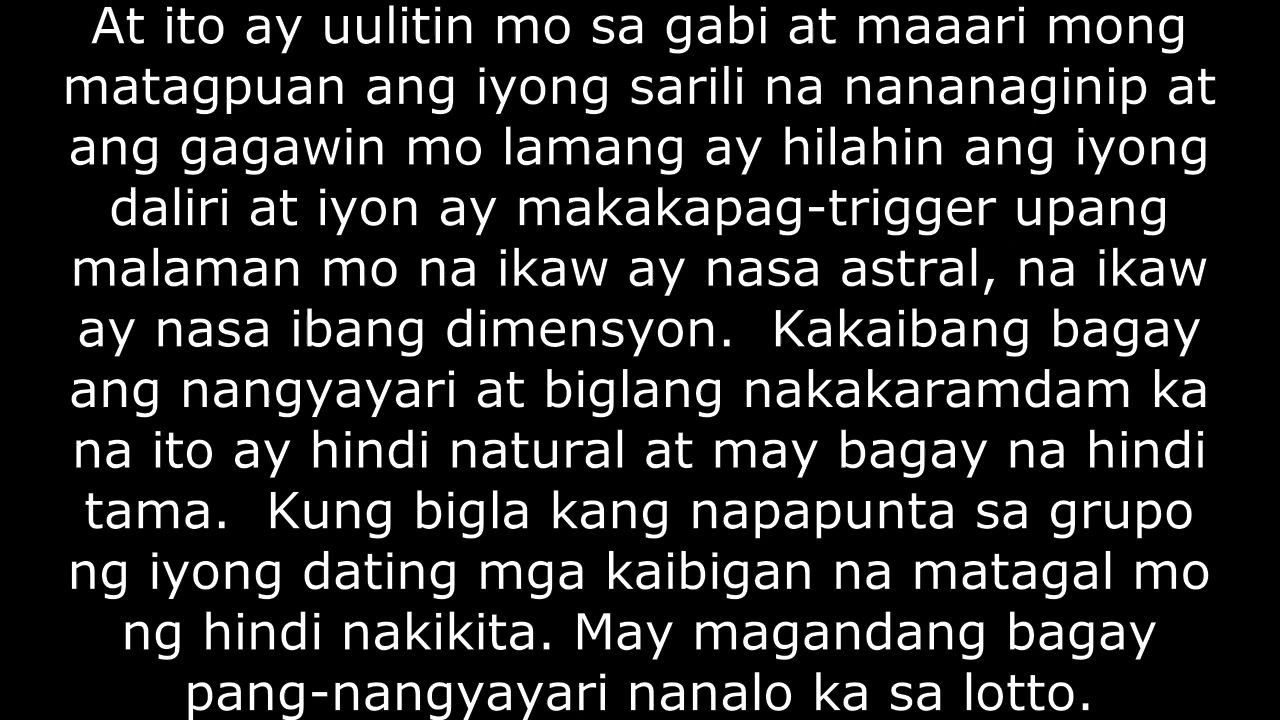 At ito ay uulitin mo sa gabi at maaari mong
matagpuan ang iyong sarili na nananaginip at
ang gagawin mo lamang ay hilahin ang iyong
daliri at iyon ay makakapag-trigger upang
malaman mo na ikaw ay nasa astral, na ikaw
ay nasa ibang dimensyon.  Kakaibang bagay
ang nangyayari at biglang nakakaramdam ka
na ito ay hindi natural at may bagay na hindi
tama.  Kung bigla kang napapunta sa grupo
ng iyong dating mga kaibigan na matagal mo
ng hindi nakikita. May magandang bagay
pang-nangyayari nanalo ka sa lotto.